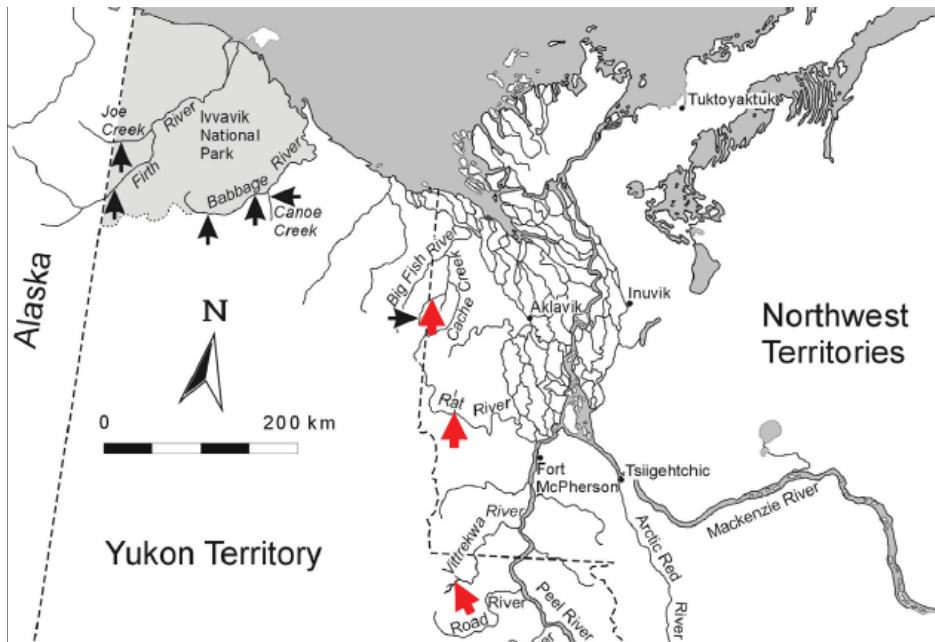 Tuktoyaktuk
Joe
Creek
River
Ivvavik
National
Park
Firth
Babbage River
Canoe
Creek
Big Fish River
Cache Creek
Aklavik
Inuvik
Alaska
N
0 200 km
Northwest
Territories
Rat River
Fort
McPherson
Tsiigehtchic
Mackenzie River
Vittrekwa River
Arctic Red
River
Yukon Territory
Peel River
Road River